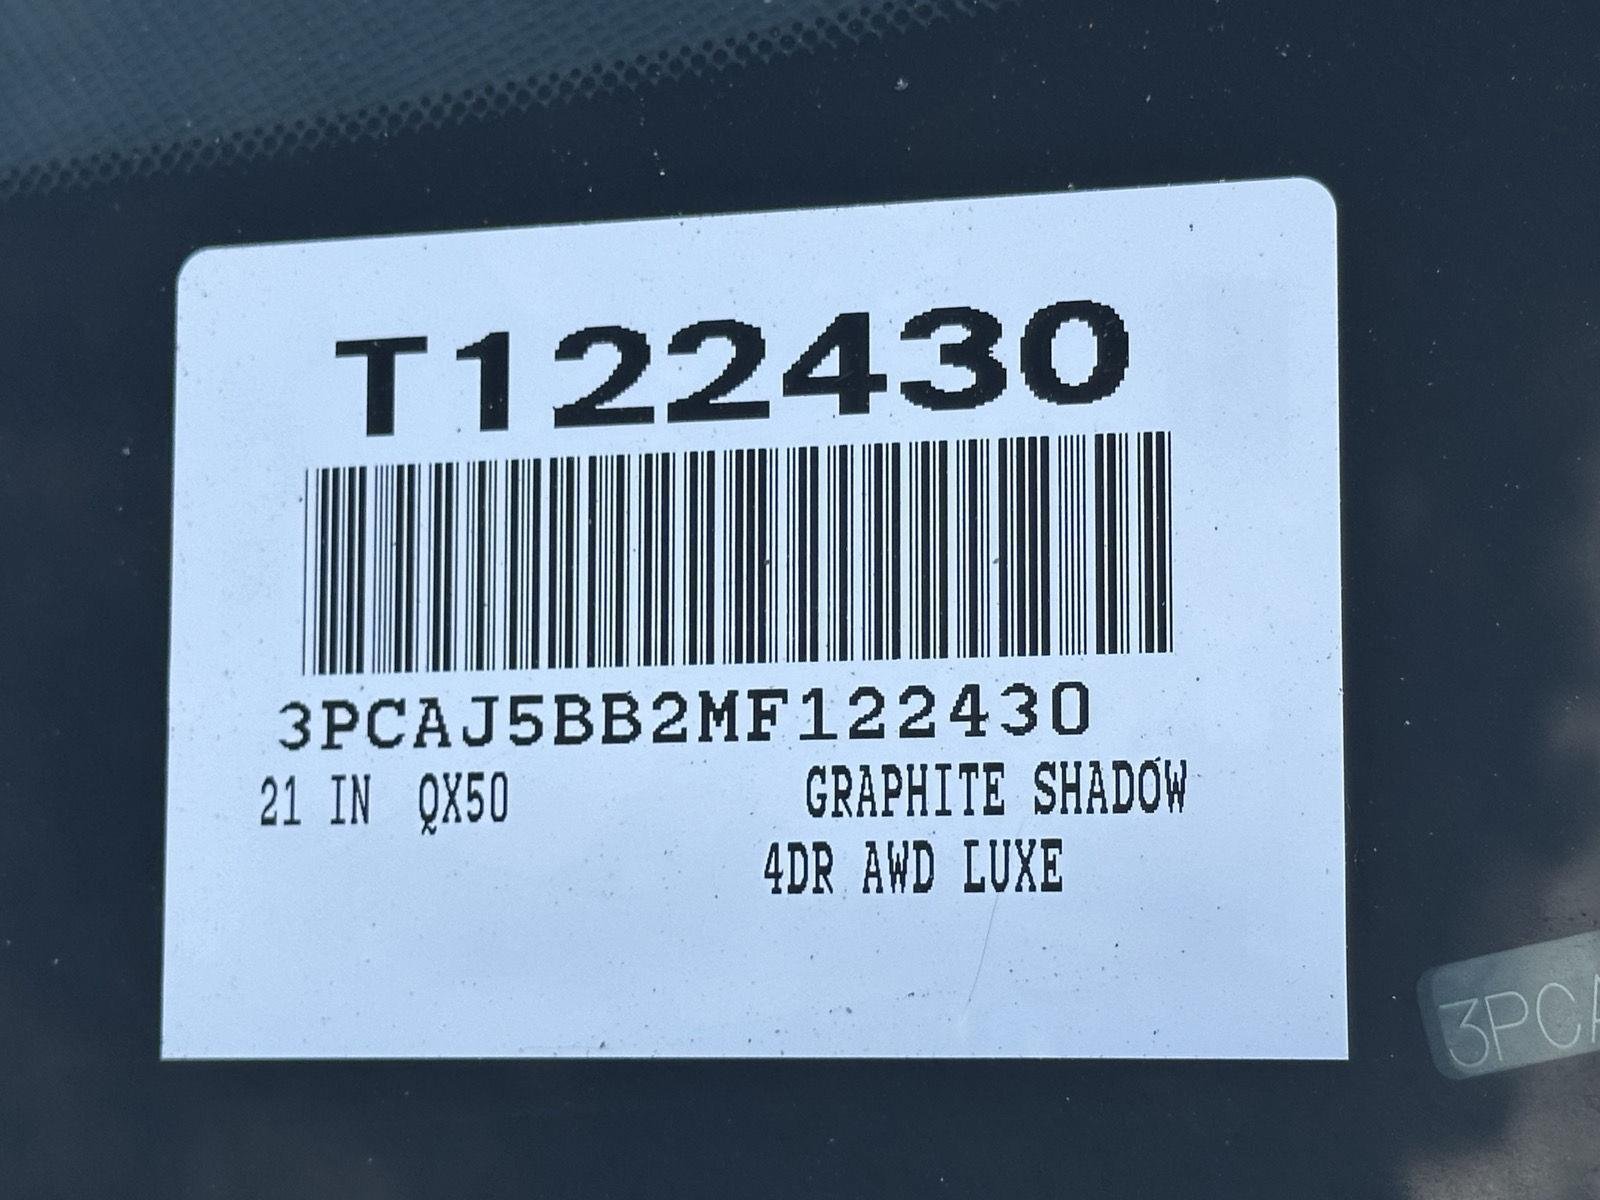 T122430
3PCAJ5BB2MF122430
21 IN QX50 GRAPHITE SHADOW
4DR AWD LUXE
3PCA